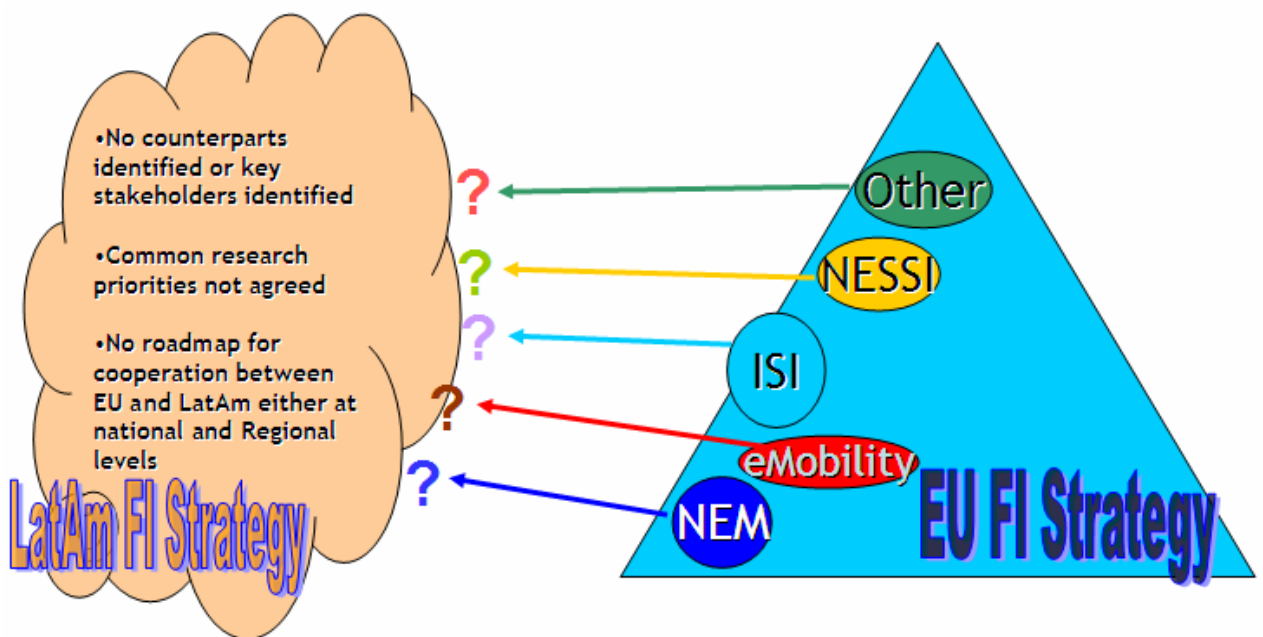 •No counterparts
identified or key
stakeholders identified
•Common research
priorities not agreed
•No roadmap for
cooperation between
EU and LatAm either at
national and Regional
levels
LatAm FI Strategy
?
?
?
?
?
Other
NESSI
ISI
eMobility
NEM
EU FI Strategy